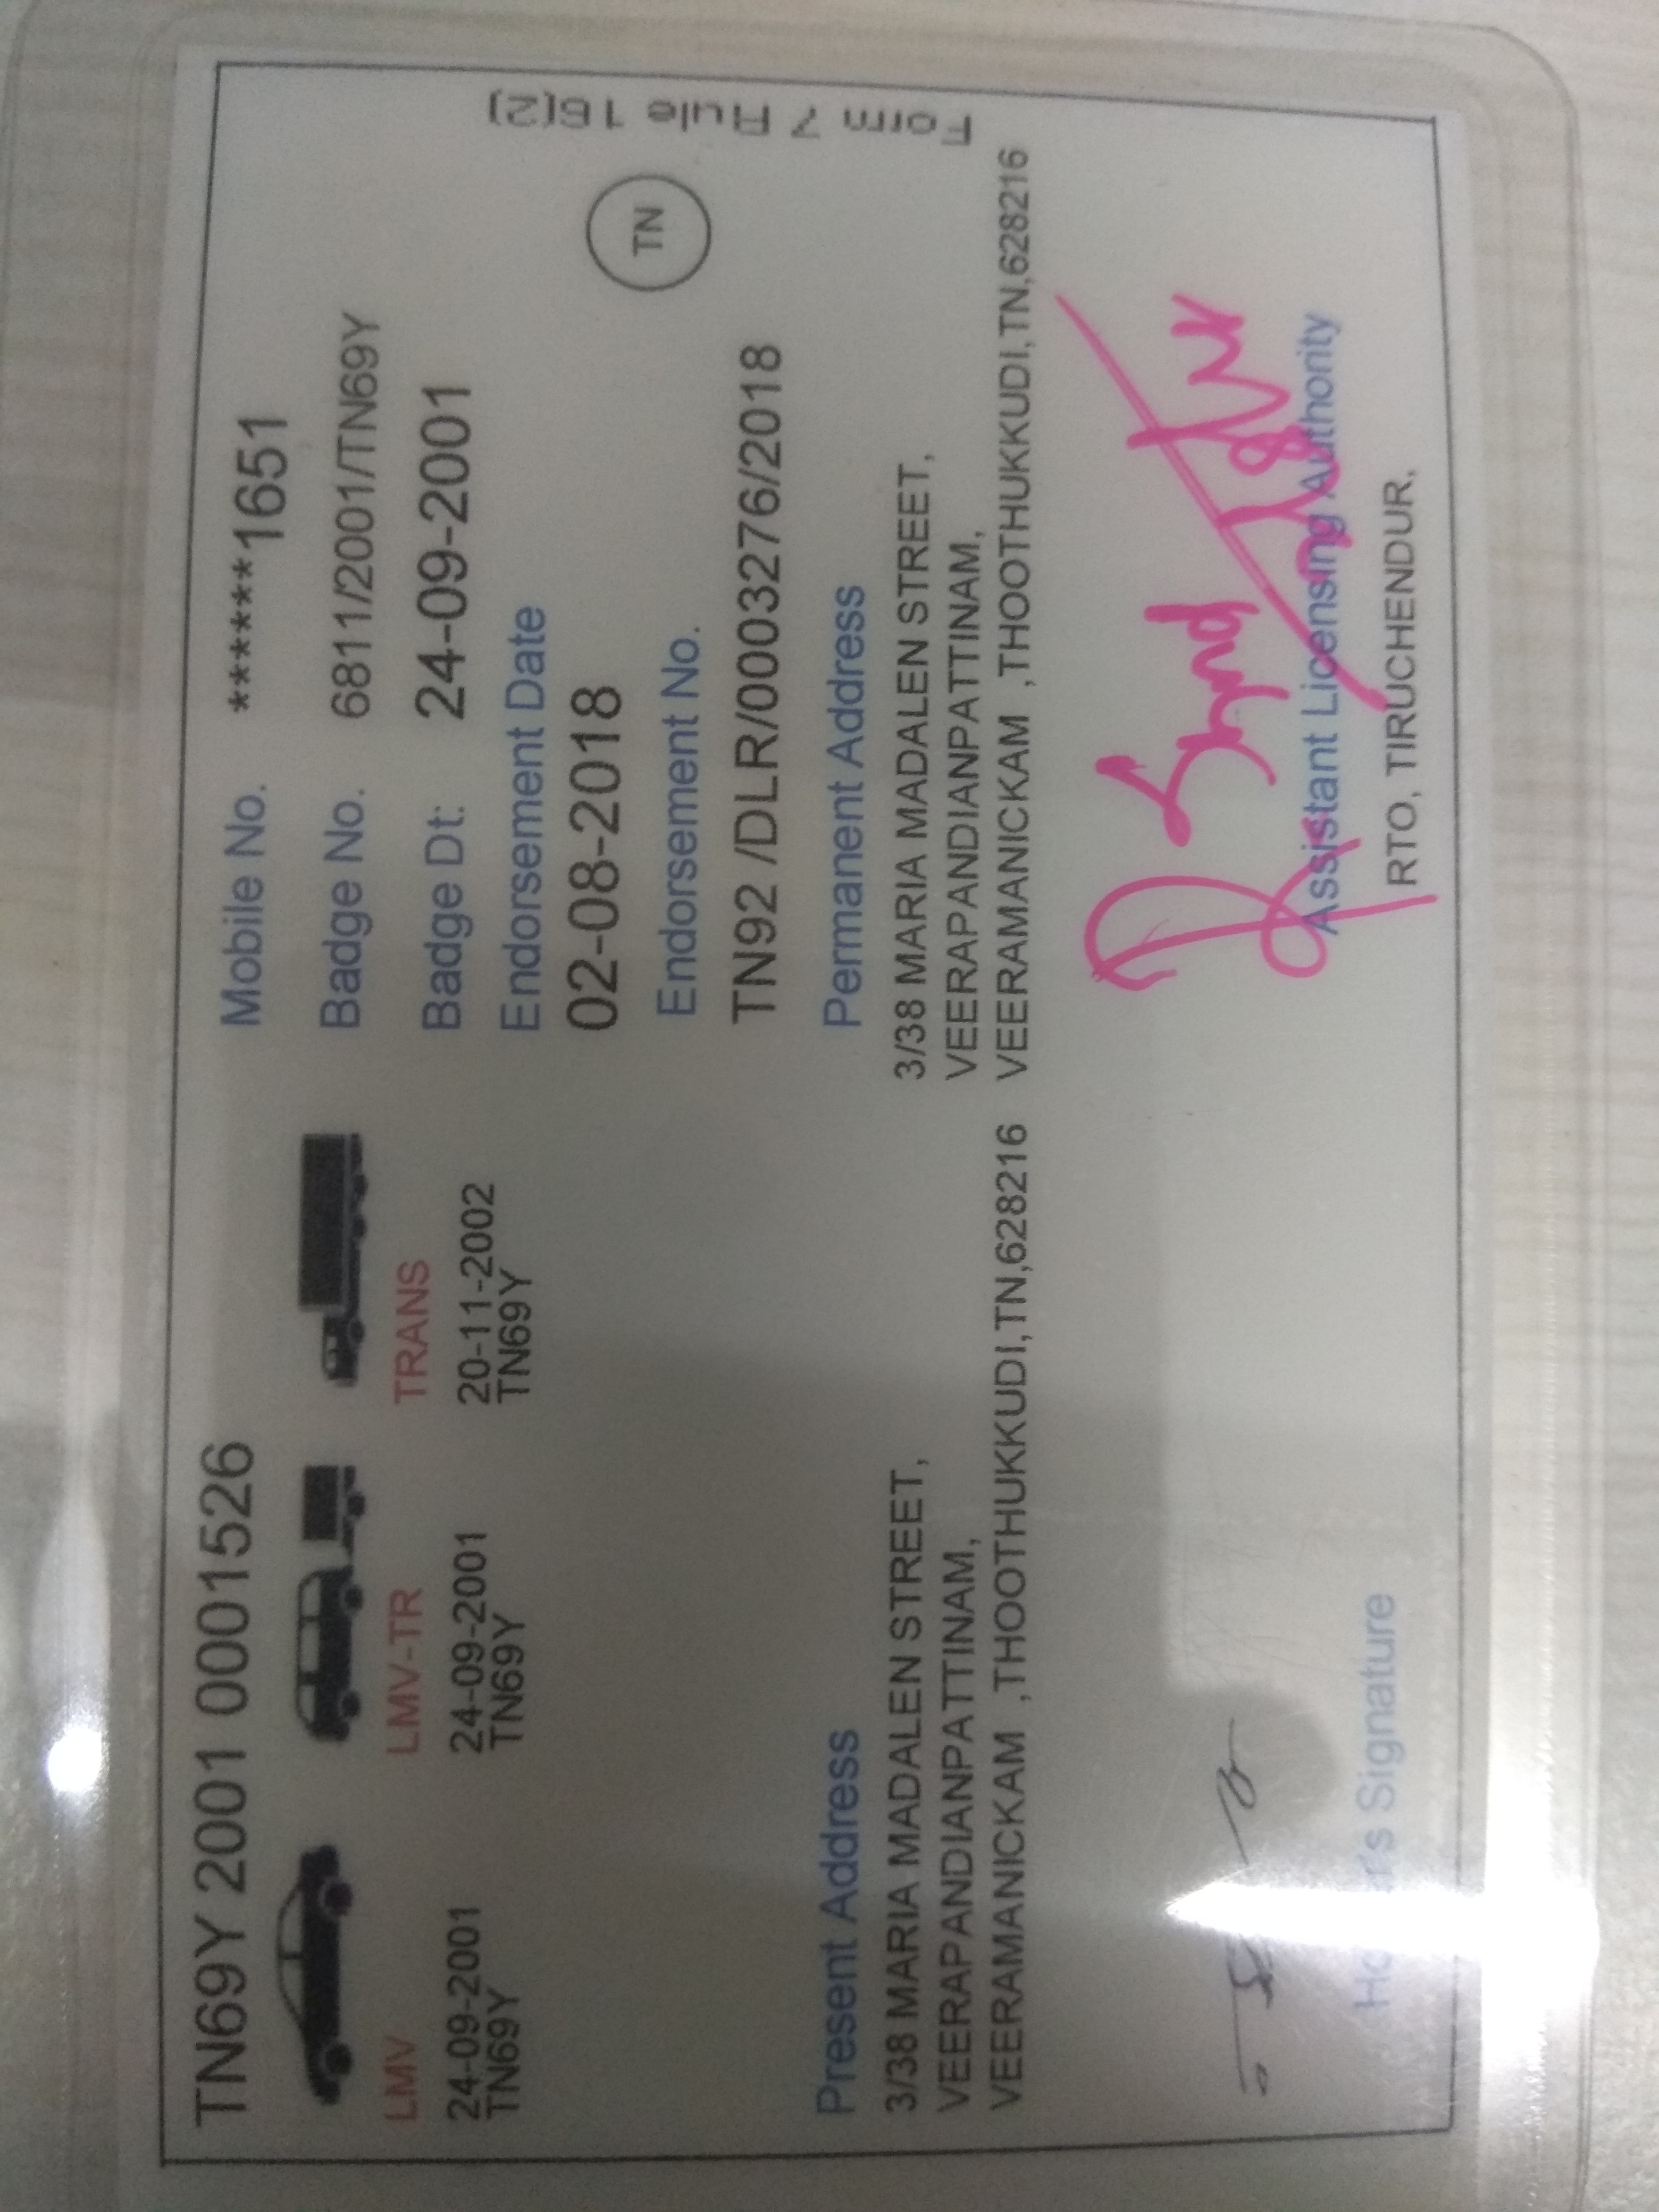 TN69Y 2001 0001526
LMV
24-09-2001
TN69Y
LMV-TR
24-09-2001
TN69Y
TRANS
20-11-2002
TN69Y
Mobile No. ******1651
Badge No. 6811/2001/TN69Y
Badge Dt: 24-09-2001
Endorsement Date
02-08-2018
Endorsement No.
TN92 /DLR/0003276/2018
TN
Form 7 Rule 16(2)
Present Address
3/38 MARIA MADALEN STREET,
VEERAPANDIANPATTINAM,
VEERAMANICKAM ,THOOTHUKKUDI,TN,628216
Permanent Address
3/38 MARIA MADALEN STREET,
VEERAPANDIANPATTINAM,
VEERAMANICKAM ,THOOTHUKKUDI,TN,628216
Signature
Assistant Licensing Authority
RTO, TIRUCHENDUR.